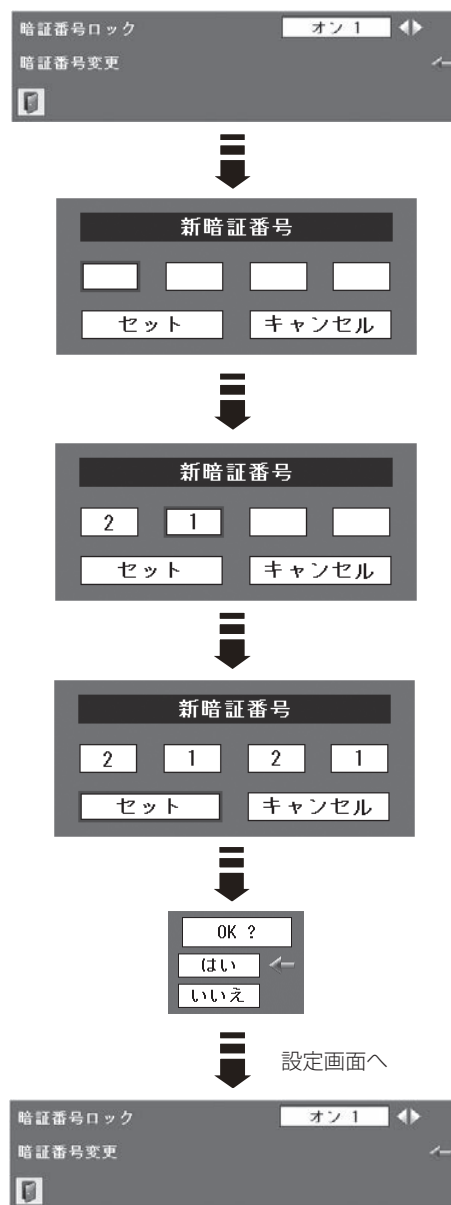 暗証番号ロック オン 1
暗証番号変更
新暗証番号
セット キャンセル
新暗証番号
2 1
セット キャンセル
新暗証番号
2 1 2 1
セット キャンセル
OK ?
はい
いいえ
設定画面へ
暗証番号ロック オン 1
暗証番号変更